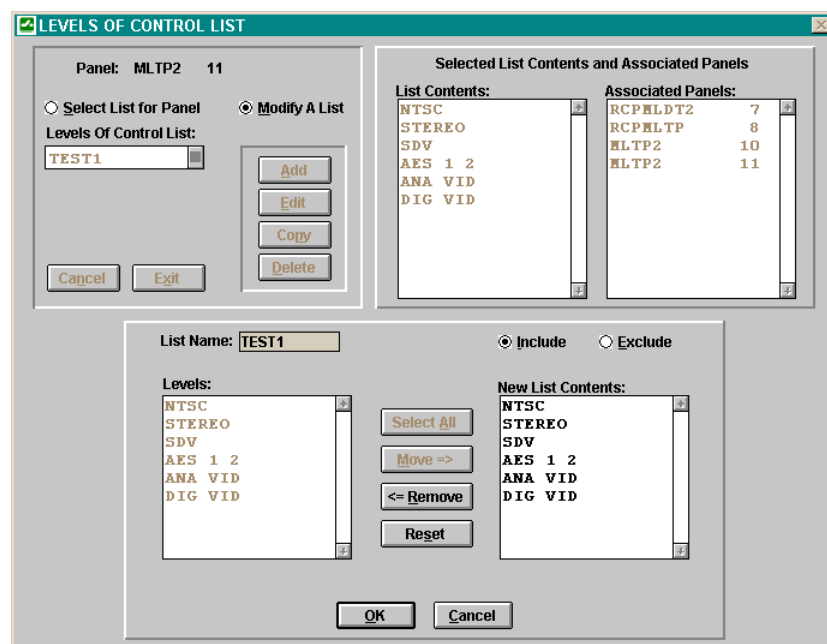 LEVELS OF CONTROL LIST
Panel: MLTP2 11
Select List for Panel
Modify A List
Levels Of Control List:
TEST1
Add
Edit
Copy
Delete
Cancel
Exit
Selected List Contents and Associated Panels
List Contents:
NTSC
STEREO
SDV
AES 1 2
ANA VID
DIG VID
Associated Panels:
RCPMLDT2 7
RCPMLTP 8
MLTP2 10
MLTP2 11
List Name: TEST1
Include
Exclude
Levels:
NTSC
STEREO
SDV
AES 1 2
ANA VID
DIG VID
Select All
Move =>
<= Remove
Reset
New List Contents:
NTSC
STEREO
SDV
AES 1 2
ANA VID
DIG VID
OK
Cancel